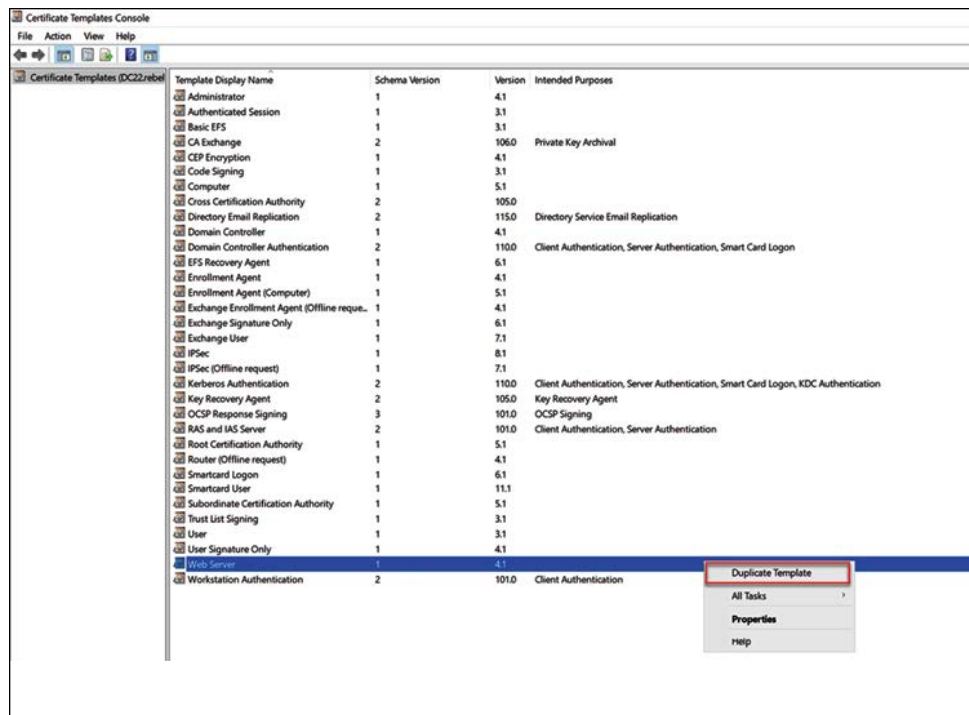 Certificate Templates Console
File Action View Help
Certificate Templates (DC22.rebel
Template Display Name Schema Version Version Intended Purposes
Administrator 1 4.1
Authenticated Session 1 3.1
Basic EFS 1 3.1
CA Exchange 2 106.0 Private Key Archival
CEP Encryption 1 4.1
Code Signing 1 3.1
Computer 1 5.1
Cross Certification Authority 2 105.0
Directory Email Replication 2 115.0 Directory Service Email Replication
Domain Controller 1 4.1
Domain Controller Authentication 2 110.0 Client Authentication, Server Authentication, Smart Card Logon
EFS Recovery Agent 1 6.1
Enrollment Agent 1 4.1
Enrollment Agent (Computer) 1 5.1
Exchange Enrollment Agent (Offline reque... 1 4.1
Exchange Signature Only 1 6.1
Exchange User 1 7.1
IPSec 1 8.1
IPSec (Offline request) 1 7.1
Kerberos Authentication 2 110.0 Client Authentication, Server Authentication, Smart Card Logon, KDC Authentication
Key Recovery Agent 2 105.0 Key Recovery Agent
OCSP Response Signing 3 101.0 OCSP Signing
RAS and IAS Server 2 101.0 Client Authentication, Server Authentication
Root Certification Authority 1 5.1
Router (Offline request) 1 4.1
Smartcard Logon 1 6.1
Smartcard User 1 11.1
Subordinate Certification Authority 1 5.1
Trust List Signing 1 3.1
User 1 3.1
User Signature Only 1 4.1
Web Server 1 4.1
Workstation Authentication 2 101.0 Client Authentication
Duplicate Template
All Tasks
Properties
Help